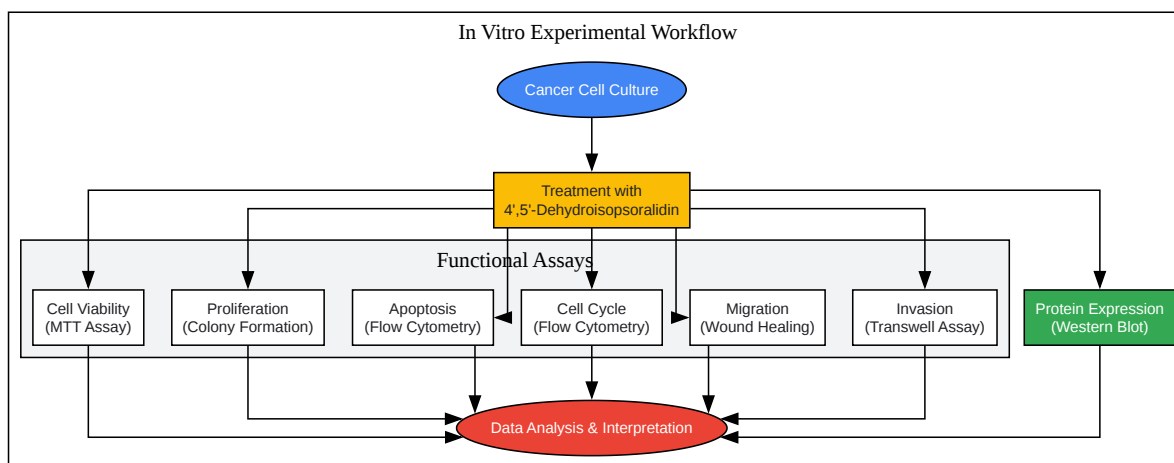 In Vitro Experimental Workflow
Cancer Cell Culture
Treatment with
4',5'-Dehydroisopsoralidin
Functional Assays
Cell Viability
(MTT Assay)
Proliferation
(Colony Formation)
Apoptosis
(Flow Cytometry)
Cell Cycle
(Flow Cytometry)
Migration
(Wound Healing)
Invasion
(Transwell Assay)
Protein Expression
(Western Blot)
Data Analysis & Interpretation